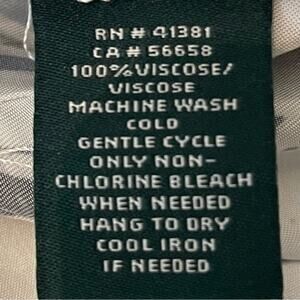 RN # 41381
CA # 56658
100% VISCOSE/
VISCOSE
MACHINE WASH
COLD
GENTLE CYCLE
ONLY NON-
CHLORINE BLEACH
WHEN NEEDED
HANG TO DRY
COOL IRON
IF NEEDED